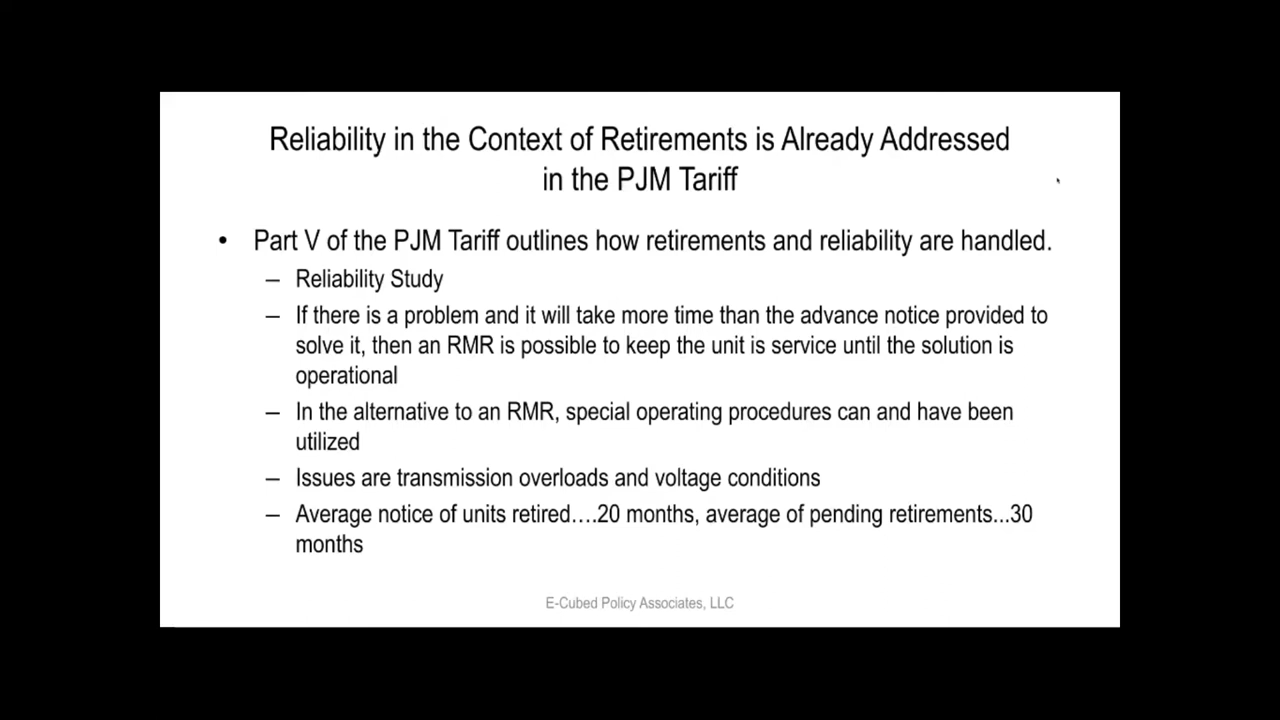 Reliability in the Context of Retirements is Already Addressed
in the PJM Tariff
• Part V of the PJM Tariff outlines how retirements and reliability are handled.
– Reliability Study
– If there is a problem and it will take more time than the advance notice provided to
solve it, then an RMR is possible to keep the unit is service until the solution is
operational
– In the alternative to an RMR, special operating procedures can and have been
utilized
– Issues are transmission overloads and voltage conditions
– Average notice of units retired….20 months, average of pending retirements...30
months
E-Cubed Policy Associates, LLC